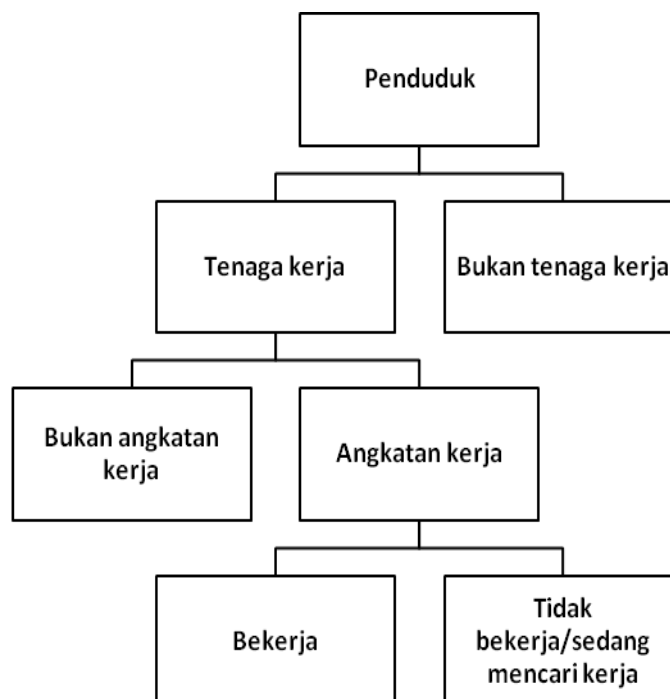 Penduduk
Tenaga kerja
Bukan tenaga kerja
Bukan angkatan
kerja
Angkatan kerja
Bekerja
Tidak
bekerja/sedang
mencari kerja